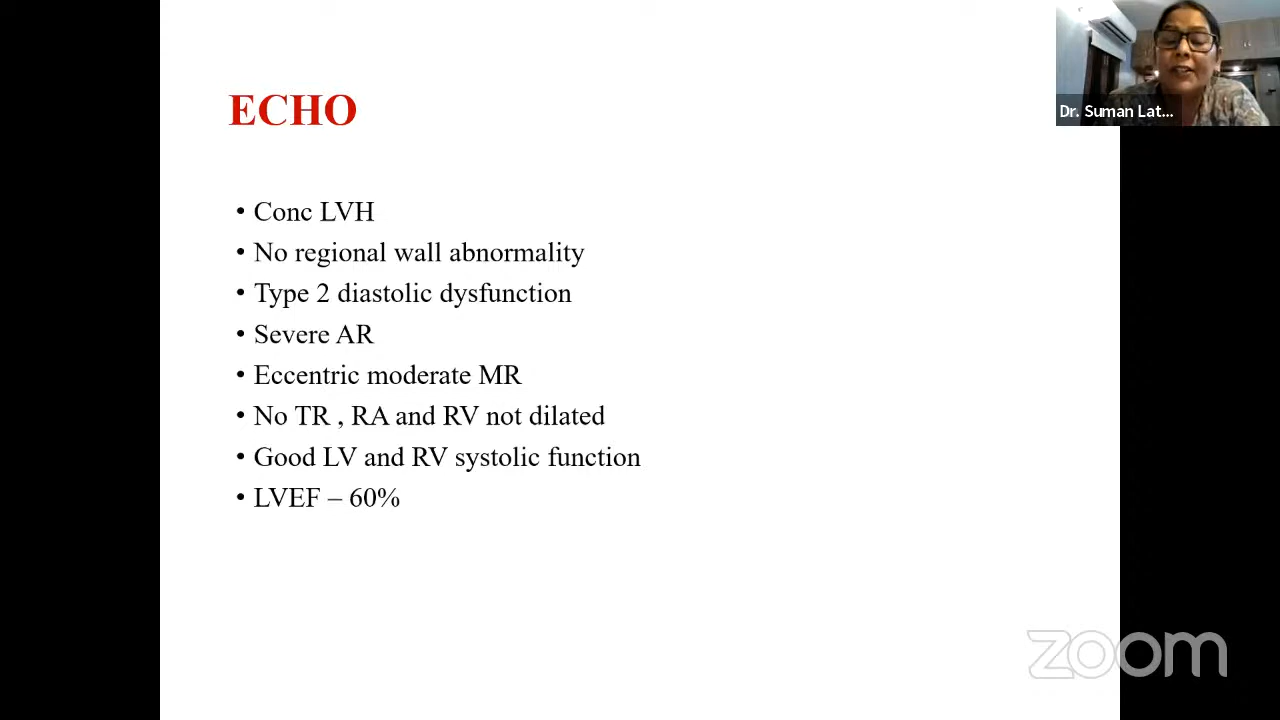 ECHO
Dr. Suman Lat...
• Conc LVH
• No regional wall abnormality
• Type 2 diastolic dysfunction
• Severe AR
• Eccentric moderate MR
• No TR , RA and RV not dilated
• Good LV and RV systolic function
• LVEF – 60%
zoom